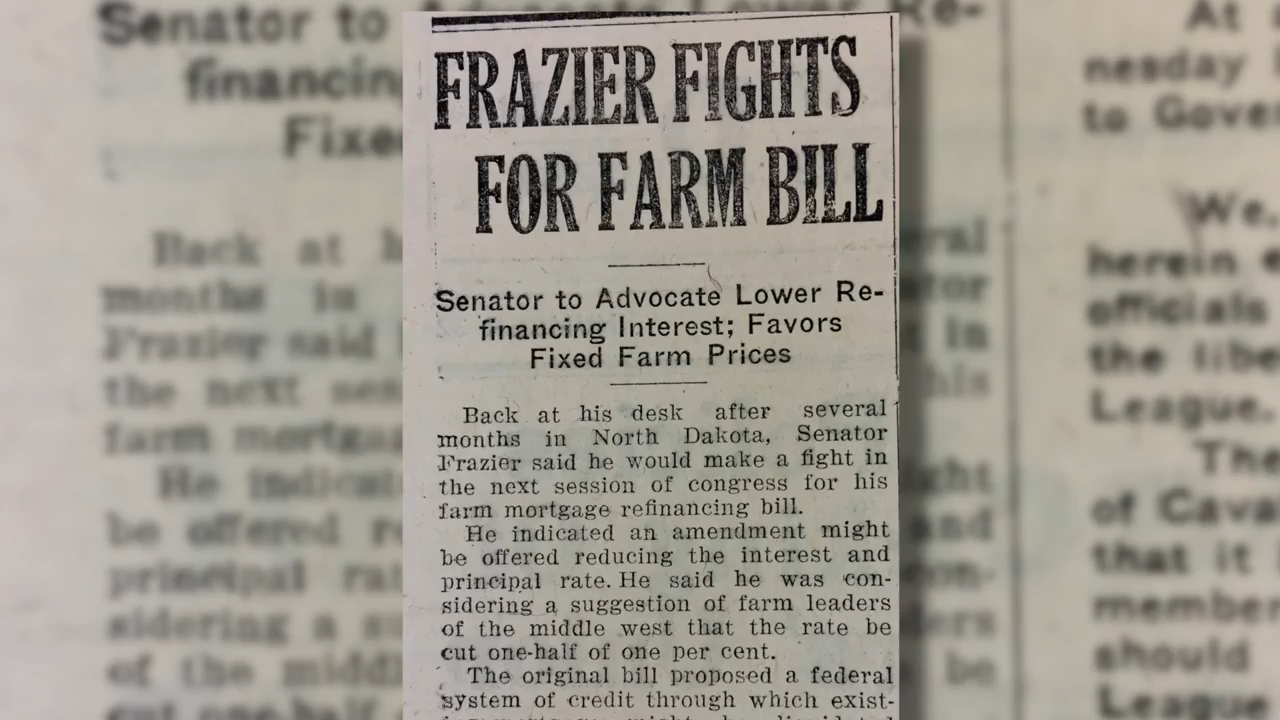 FRAZIER FIGHTS
FOR FARM BILL
Senator to Advocate Lower Re-
financing Interest; Favors
Fixed Farm Prices
Back at his desk after several
months in North Dakota, Senator
Frazier said he would make a fight in
the next session of congress for his
farm mortgage refinancing bill.
He indicated an amendment might
be offered reducing the interest and
principal rate. He said he was con-
sidering a suggestion of farm leaders
of the middle west that the rate be
cut one-half of one per cent.
The original bill proposed a federal
system of credit through which exist-